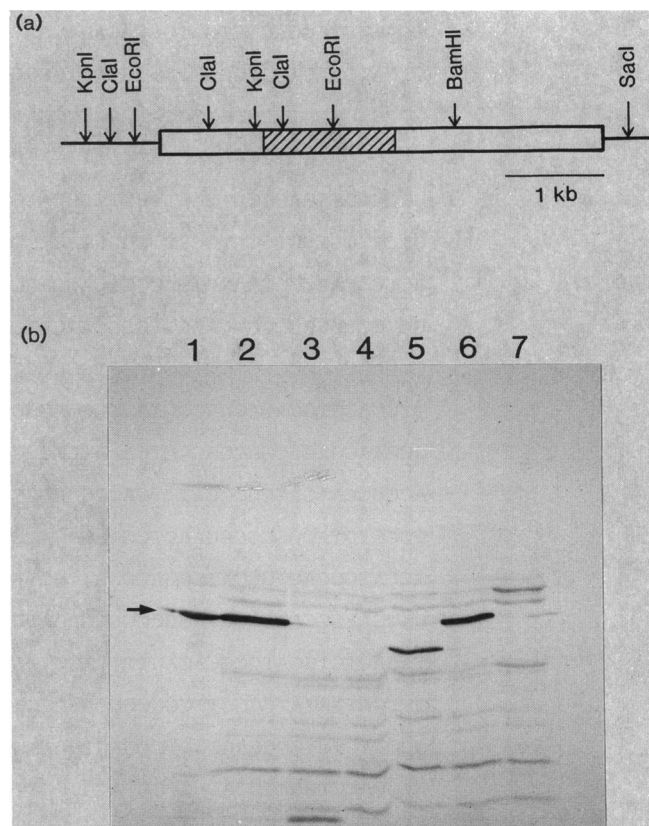 (a)
KpnI
ClaI
EcoRI
ClaI
KpnI
ClaI
EcoRI
BamHI
SacI
1 kb
(b)
1 2 3 4 5 6 7